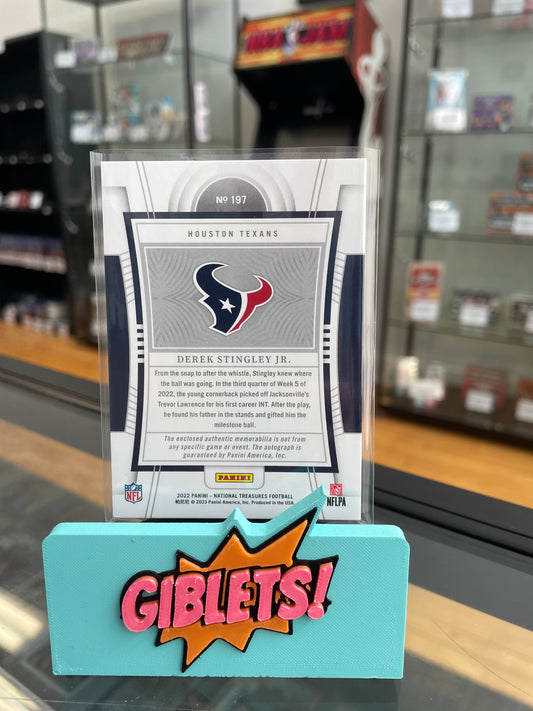 Nº 197
HOUSTON TEXANS
DEREK STINGLEY JR.
From the snap to after the whistle, Stingley knew where
the ball was going. In the third quarter of Week 5 of
2022, the young cornerback picked off Jacksonville's
Trevor Lawrence for his first career INT. After the play,
he found his father in the stands and gifted him the
milestone ball.
The enclosed authentic memorabilia is not from
any specific game or event. The autograph is
guaranteed by Panini America, Inc.
PANINI
NFL
NFLPA
2022 PANINI - NATIONAL TREASURES FOOTBALL
帕尼尼 © 2023 Panini America, Inc. Produced in the USA
GIBLETS!